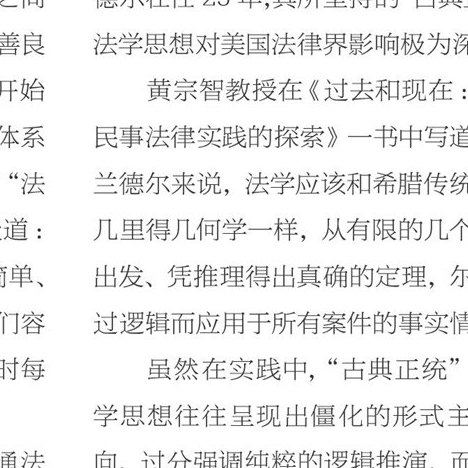 善良
开始
体系
“法
道：
简单、
们容
时每
通法
德尔在任25年,其所坚持的“古典正
法学思想对美国法律界影响极为深
黄宗智教授在《过去和现在：
民事法律实践的探索》一书中写道
兰德尔来说，法学应该和希腊传统
几里得几何学一样，从有限的几个
出发、凭推理得出真确的定理，尔
过逻辑而应用于所有案件的事实情
虽然在实践中，“古典正统”
学思想往往呈现出僵化的形式主
向，过分强调纯粹的逻辑推演，而